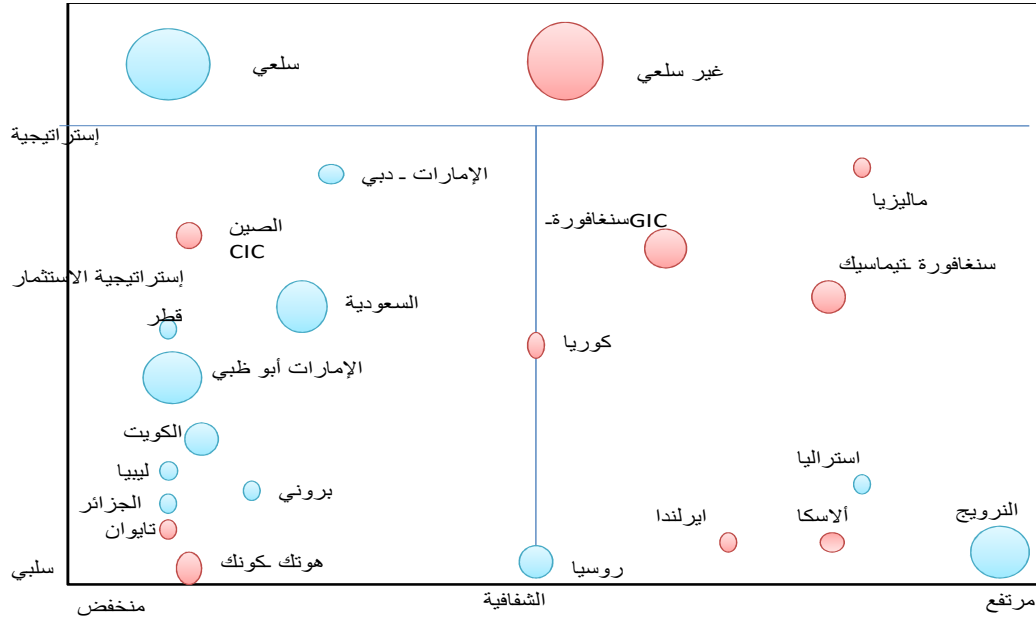 سلعي
غير سلعي
إستراتيجية
الإمارات - دبي
ماليزيا
الصين
CIC
سنغافورة-GIC
سنغافورة -تيماسيك
إستراتيجية الاستثمار
السعودية
قطر
كوريا
الإمارات أبو ظبي
الكويت
ليبيا
استراليا
بروني
الجزائر
ايرلندا
ألاسكا
النرويج
تايوان
هوتك -كونك
روسيا
سلبي
منخفض
الشفافية
مرتفع